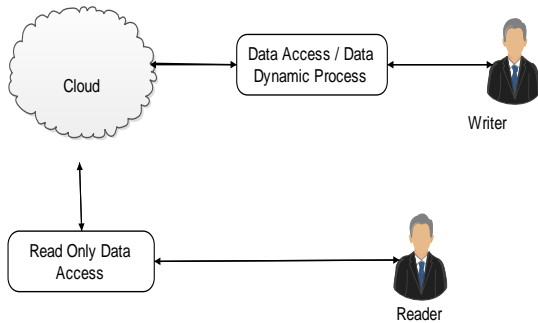 Cloud
Data Access / Data
Dynamic Process
Writer
Read Only Data
Access
Reader